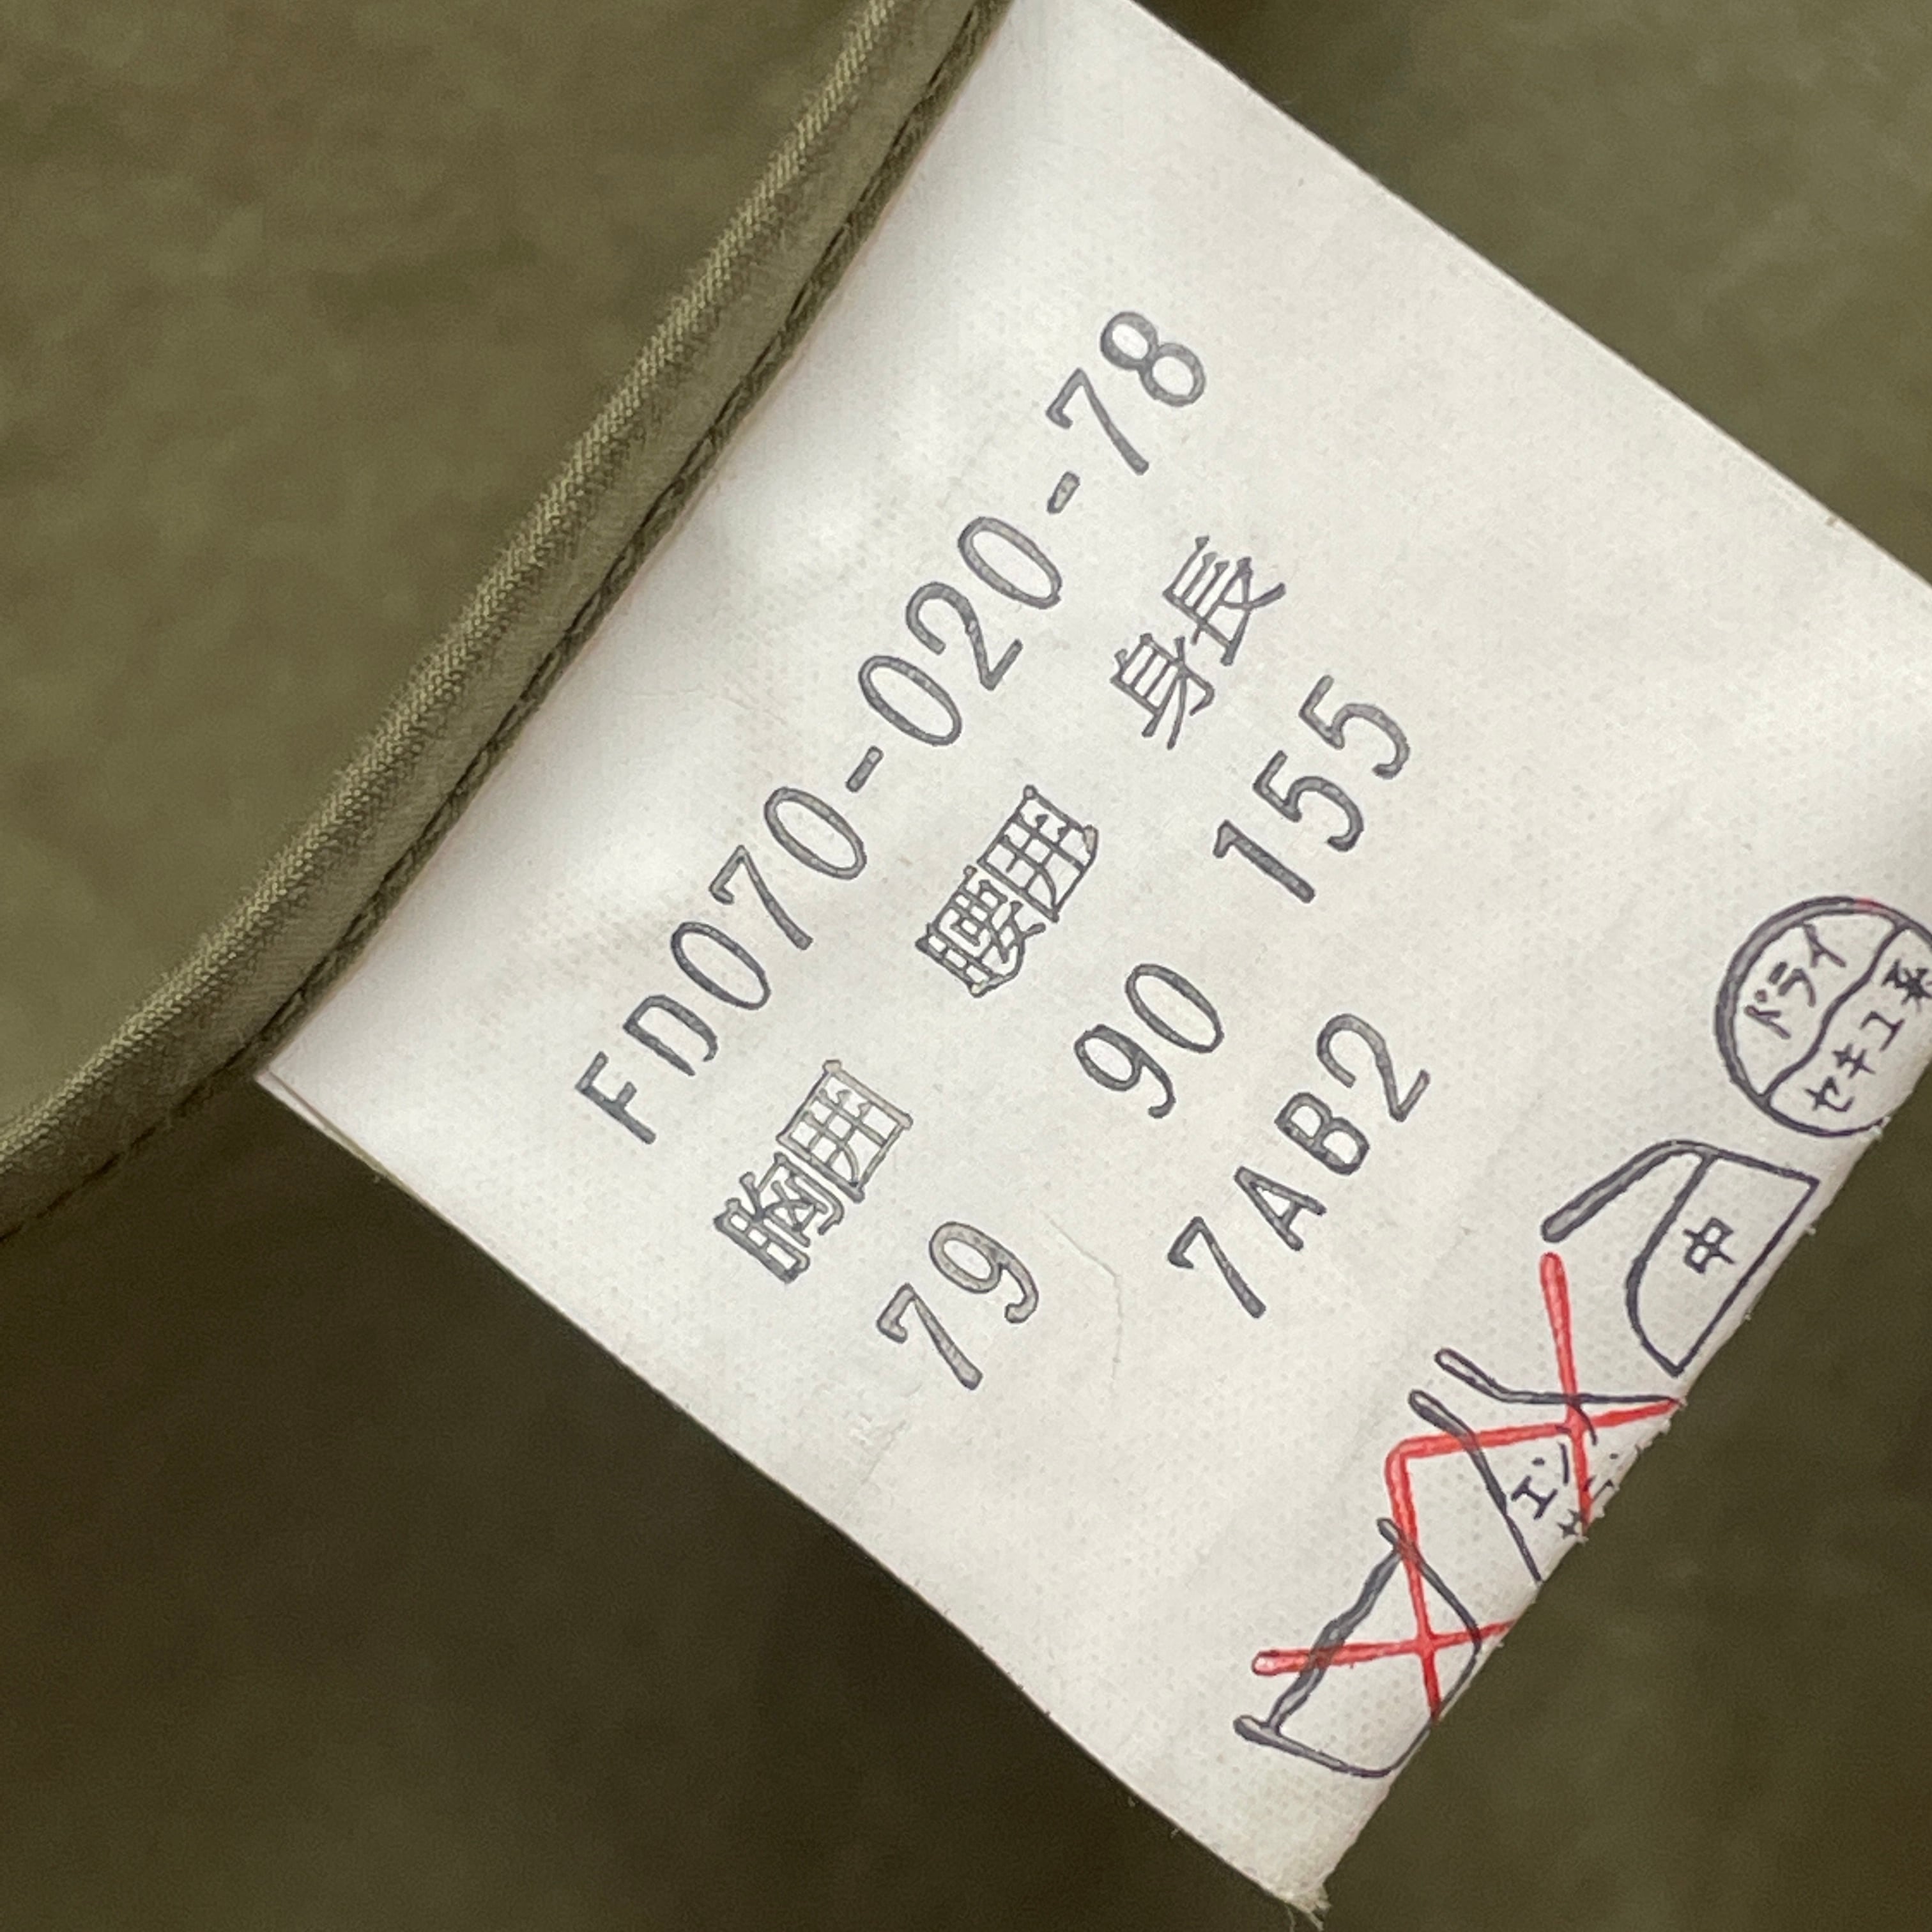 FD070-020-78
胸囲 腰囲 身長
79 90 155
7AB2
エン
中
ドライ
セキユ系